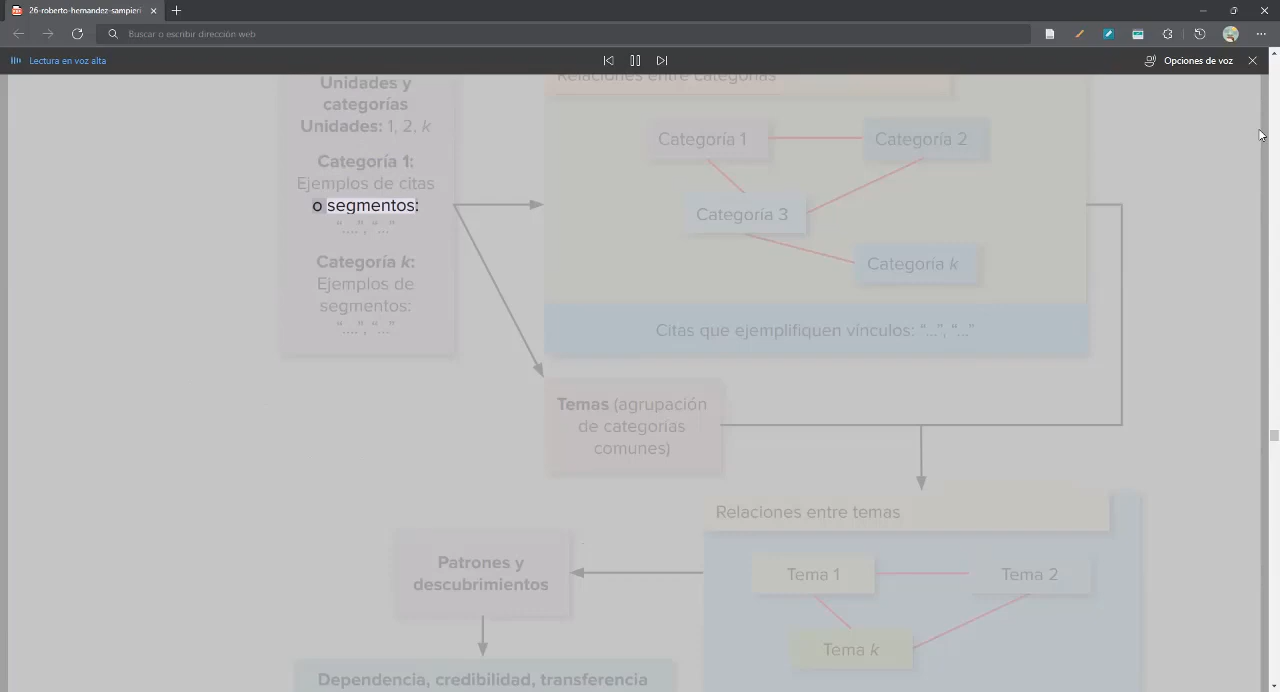 26-roberto-hernandez-sampieri
Buscar o escribir dirección web
Lectura en voz alta
Opciones de voz
Unidades y
categorías
Unidades: 1, 2, k
Categoría 1:
Ejemplos de citas
o segmentos:
“....”, “...”
Categoría k:
Ejemplos de
segmentos:
“....”, “...”
Relaciones entre categorías
Categoría 1
Categoría 2
Categoría 3
Categoría k
Citas que ejemplifiquen vínculos: “...”, “...”
Temas (agrupación
de categorías
comunes)
Relaciones entre temas
Tema 1
Tema 2
Tema k
Patrones y
descubrimientos
Dependencia, credibilidad, transferencia